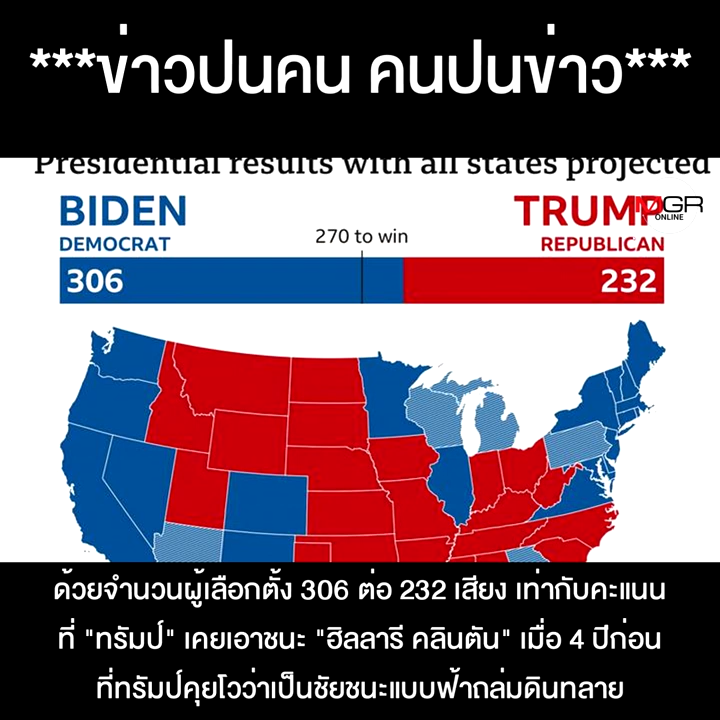 ***ข่าวปนคน คนปนข่าว***
Presidential results with all states projected
BIDEN
DEMOCRAT
306
270 to win
TRUMP
REPUBLICAN
232
MGR
ONLINE
ด้วยจำนวนผู้เลือกตั้ง 306 ต่อ 232 เสียง เท่ากับคะแนน
ที่ "ทรัมป์" เคยเอาชนะ "ฮิลลารี คลินตัน" เมื่อ 4 ปีก่อน
ที่ทรัมป์คุยโวว่าเป็นชัยชนะแบบฟ้าถล่มดินทลาย